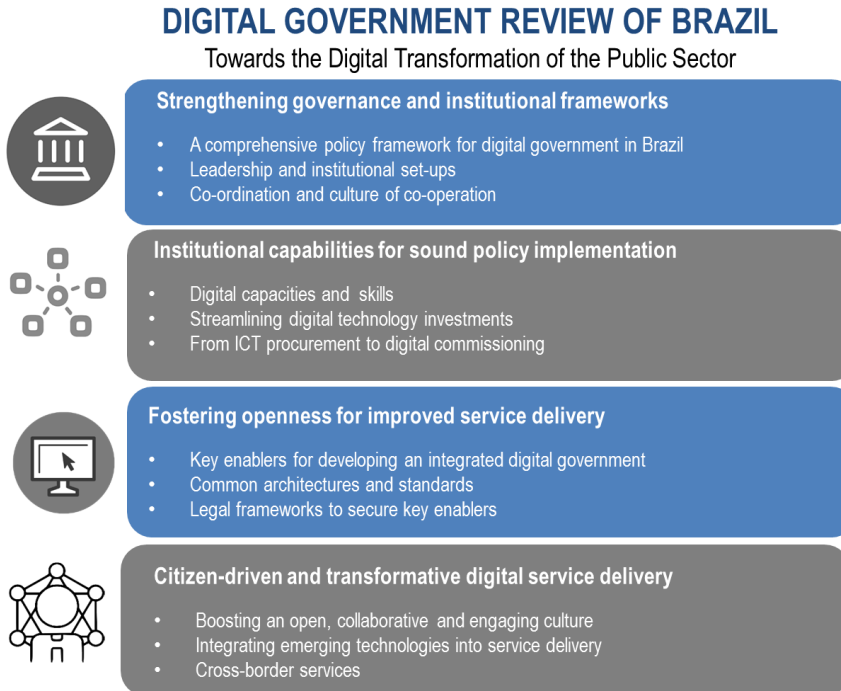 DIGITAL GOVERNMENT REVIEW OF BRAZIL
Towards the Digital Transformation of the Public Sector
Strengthening governance and institutional frameworks
• A comprehensive policy framework for digital government in Brazil
• Leadership and institutional set-ups
• Co-ordination and culture of co-operation
Institutional capabilities for sound policy implementation
• Digital capacities and skills
• Streamlining digital technology investments
• From ICT procurement to digital commissioning
Fostering openness for improved service delivery
• Key enablers for developing an integrated digital government
• Common architectures and standards
• Legal frameworks to secure key enablers
Citizen-driven and transformative digital service delivery
• Boosting an open, collaborative and engaging culture
• Integrating emerging technologies into service delivery
• Cross-border services